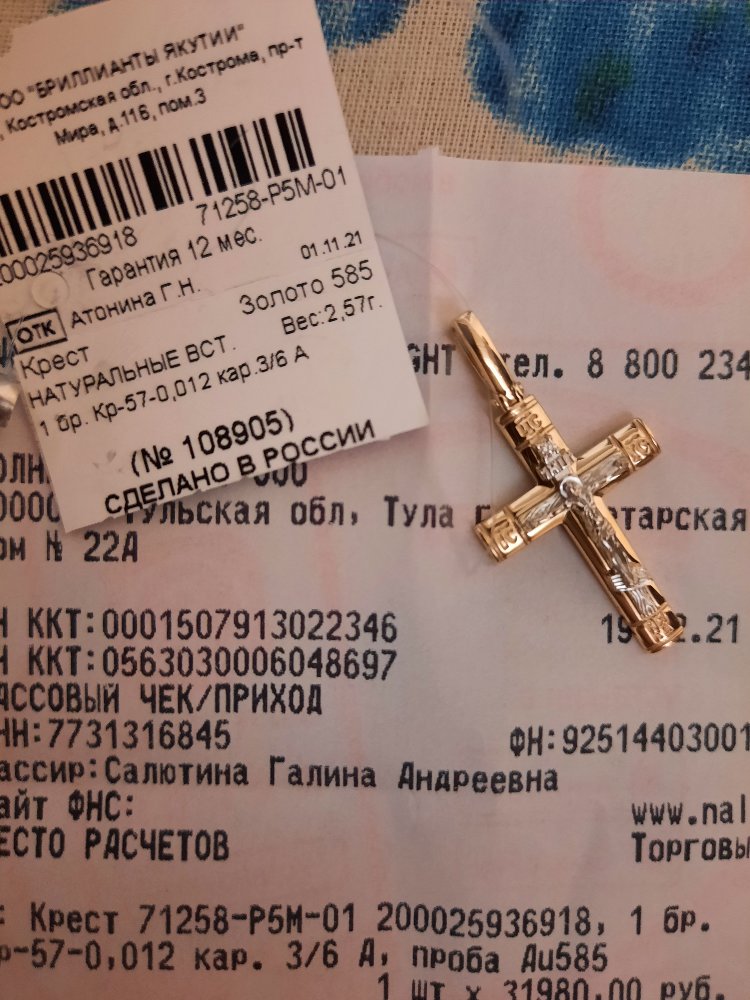 ОО "БРИЛЛИАНТЫ ЯКУТИИ"
, Костромская обл., г.Кострома, пр-т
Мира, д.116, пом.3
71258-Р5М-01
200025936918
Гарантия 12 мес.
01.11.21
ОТК Атонина Г.Н.
Золото 585
Крест
Вес:2,57г.
НАТУРАЛЬНЫЕ ВСТ.
1 бр. Кр-57-0,012 кар.3/6 А
(№ 108905)
СДЕЛАНО В РОССИИ
GHT тел. 8 800 234
ООО
Тульская обл, Тула
№ 22А
ККТ:0001507913022346 .21
ККТ:0563030006048697
АССОВЫЙ ЧЕК/ПРИХОД
НН:7731316845 ФН:92514403001
ассир:Салютина Галина Андреевна
айт ФНС: www.nal
ЕСТО РАСЧЕТОВ Торговы
: Крест 71258-Р5М-01 200025936918, 1 бр.
р-57-0,012 кар. 3/6 А, проба Au585
1 шт х 31980.00 руб.